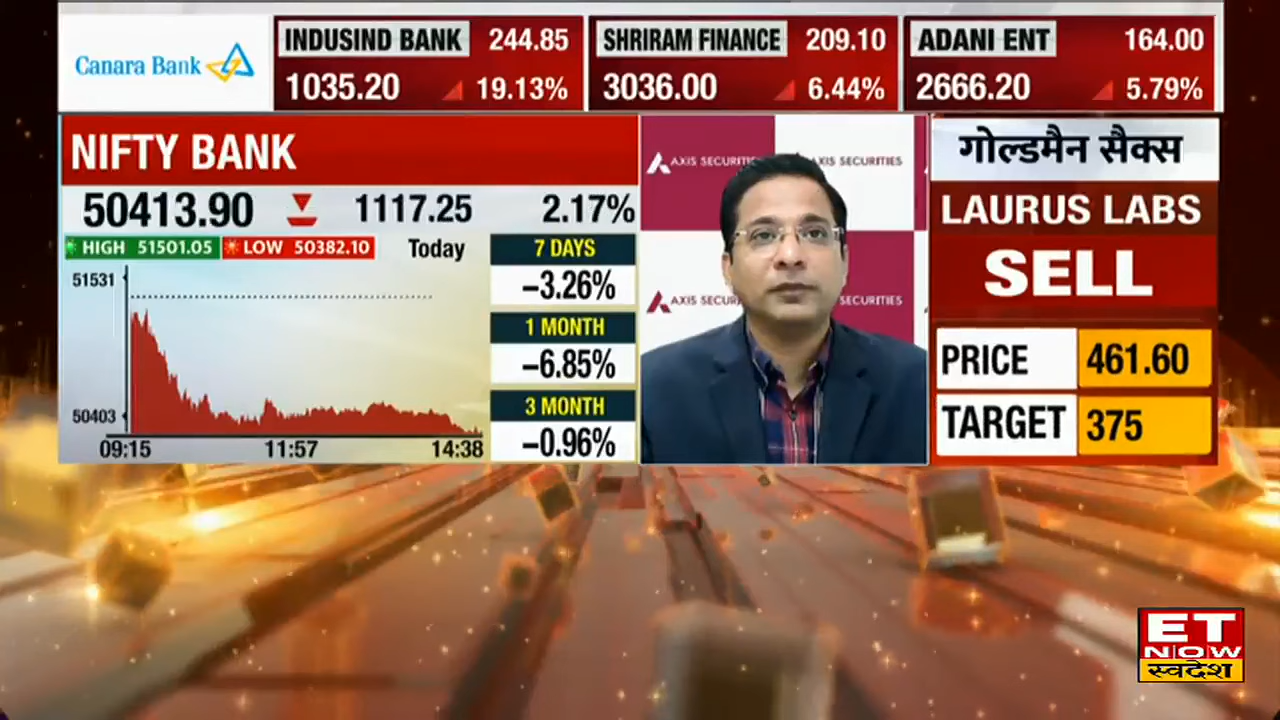 Canara Bank
INDUSIND BANK 244.85
1035.20 19.13%
SHRIRAM FINANCE 209.10
3036.00 6.44%
ADANI ENT 164.00
2666.20 5.79%
NIFTY BANK
50413.90 1117.25 2.17%
HIGH 51501.05 LOW 50382.10 Today
51531
50403
09:15 11:57 14:38
7 DAYS
-3.26%
1 MONTH
-6.85%
3 MONTH
-0.96%
AXIS SECURITIE
AXIS SECURITIES
AXIS SECUR
SECURITIES
गोल्डमैन सैक्स
LAURUS LABS
SELL
PRICE 461.60
TARGET 375
ET
NOW
स्वदेश